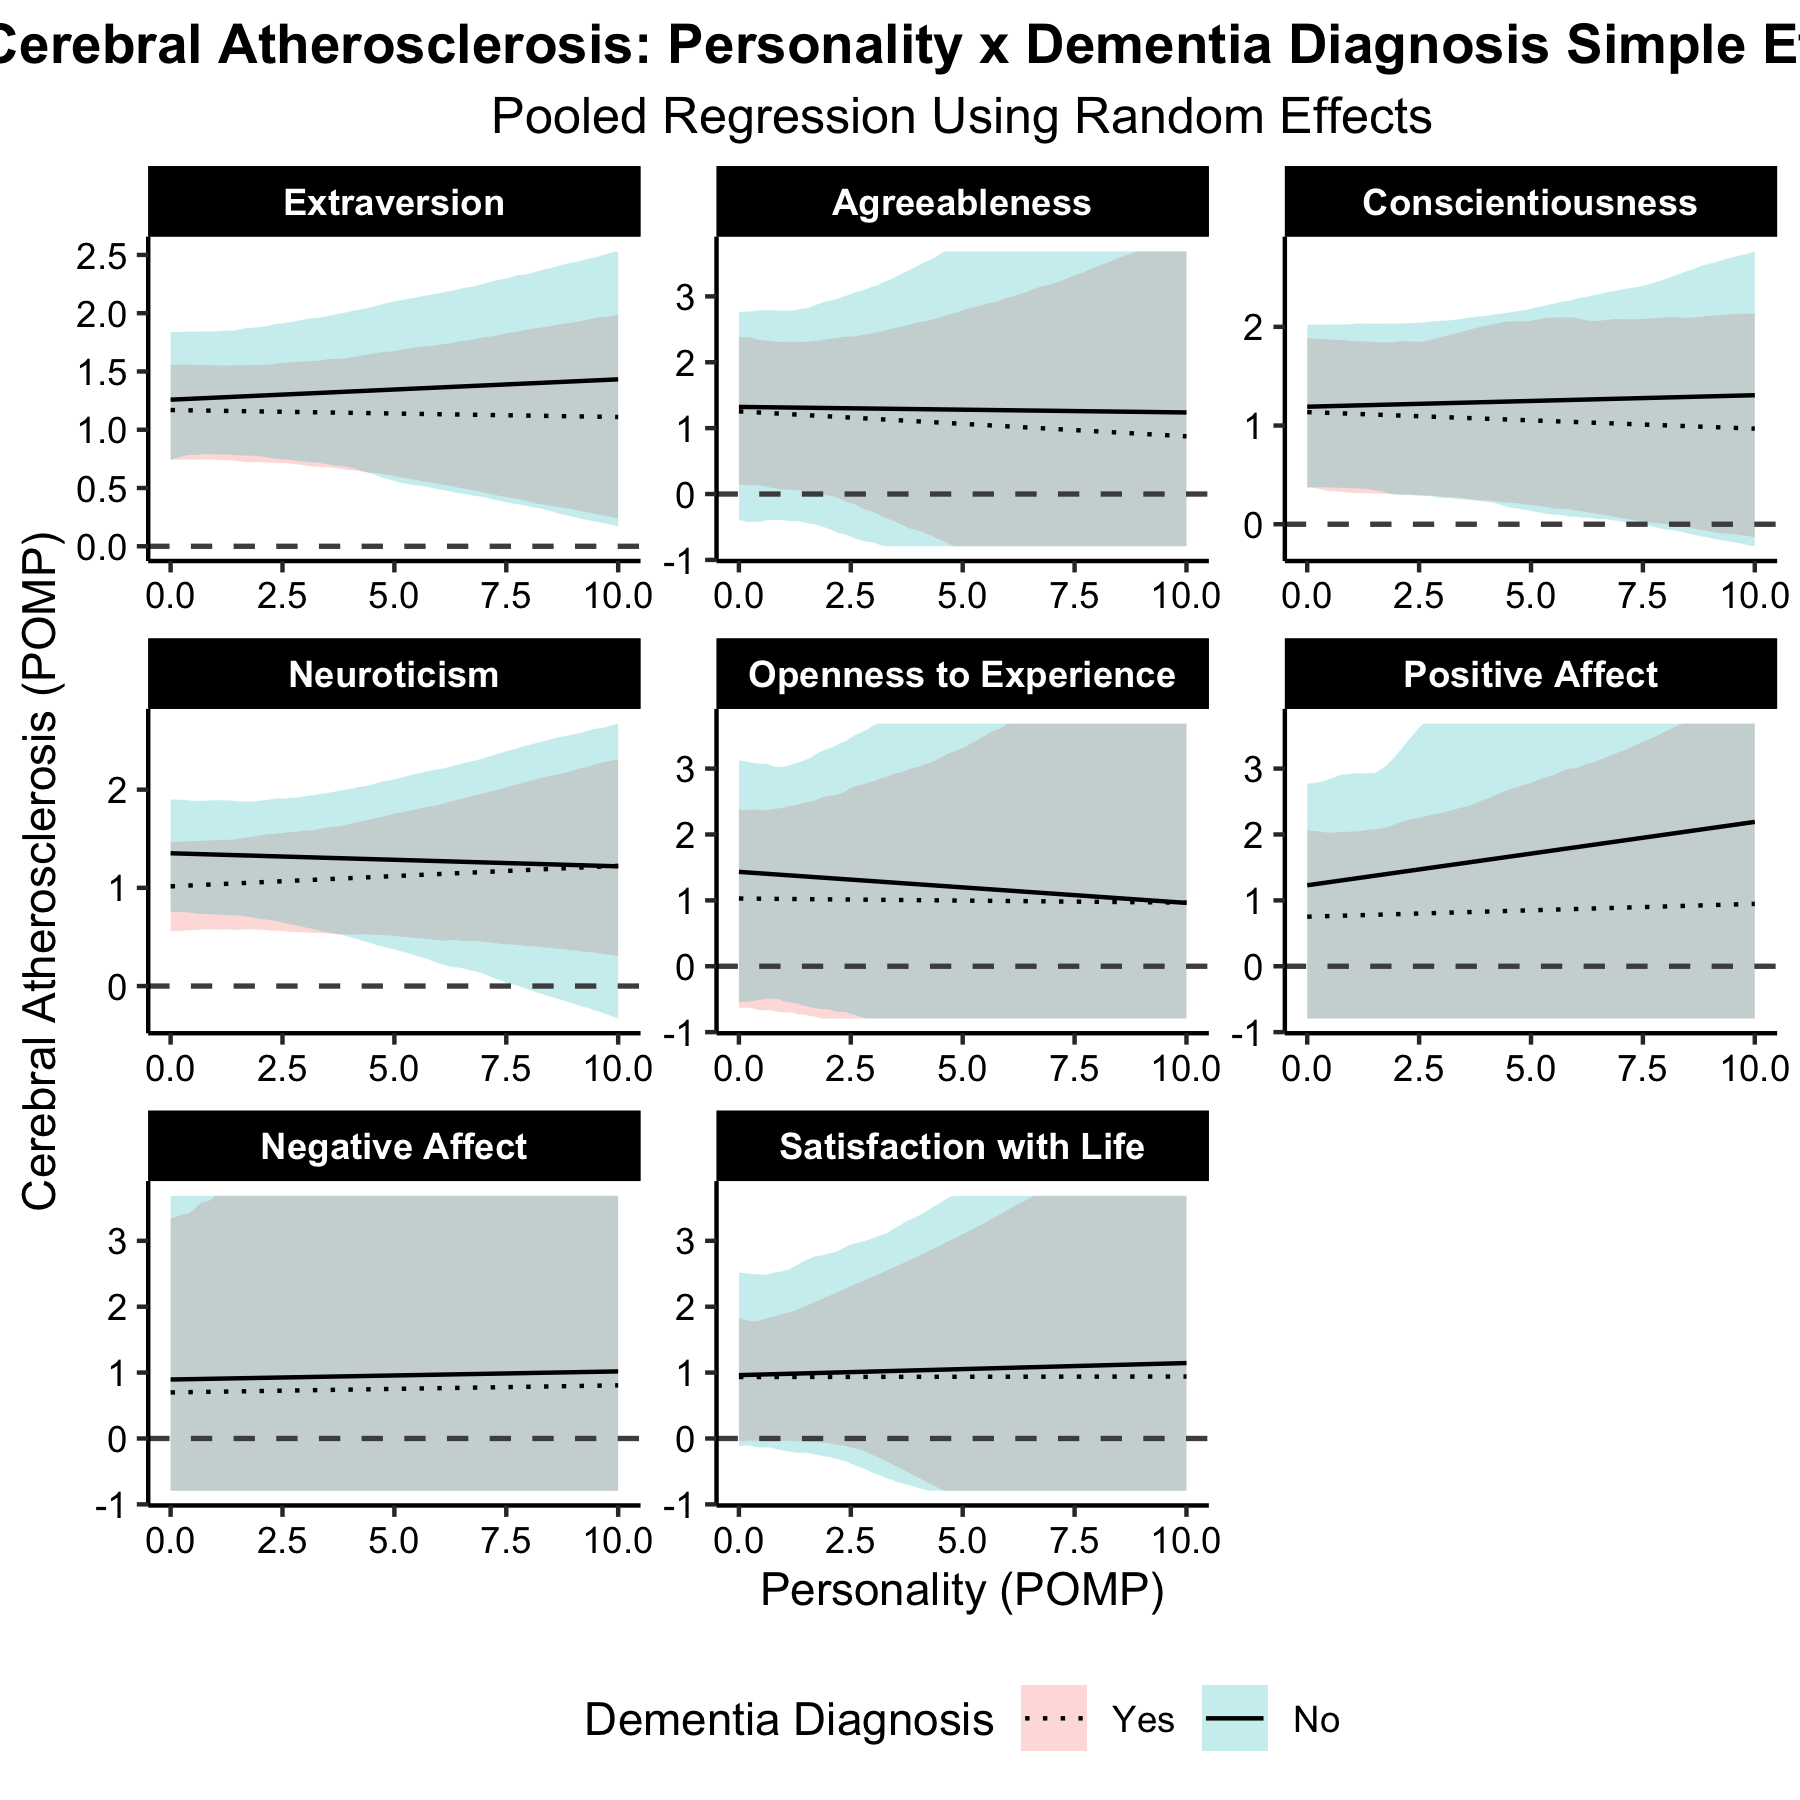 Cerebral Atherosclerosis: Personality x Dementia Diagnosis Simple
Pooled Regression Using Random Effects
Extraversion
Agreeableness
Conscientiousness
2.5
2.0
1.5
1.0
0.5
0.0
3
2
1
0
-1
2
1
0
0.0 2.5 5.0 7.5 10.0
0.0 2.5 5.0 7.5 10.0
0.0 2.5 5.0 7.5 10.0
Neuroticism
Openness to Experience
Positive Affect
2
1
0
3
2
1
0
-1
3
2
1
0
-1
0.0 2.5 5.0 7.5 10.0
0.0 2.5 5.0 7.5 10.0
0.0 2.5 5.0 7.5 10.0
Negative Affect
Satisfaction with Life
3
2
1
0
-1
3
2
1
0
-1
0.0 2.5 5.0 7.5 10.0
0.0 2.5 5.0 7.5 10.0
Cerebral Atherosclerosis (POMP)
Personality (POMP)
Dementia Diagnosis Yes No